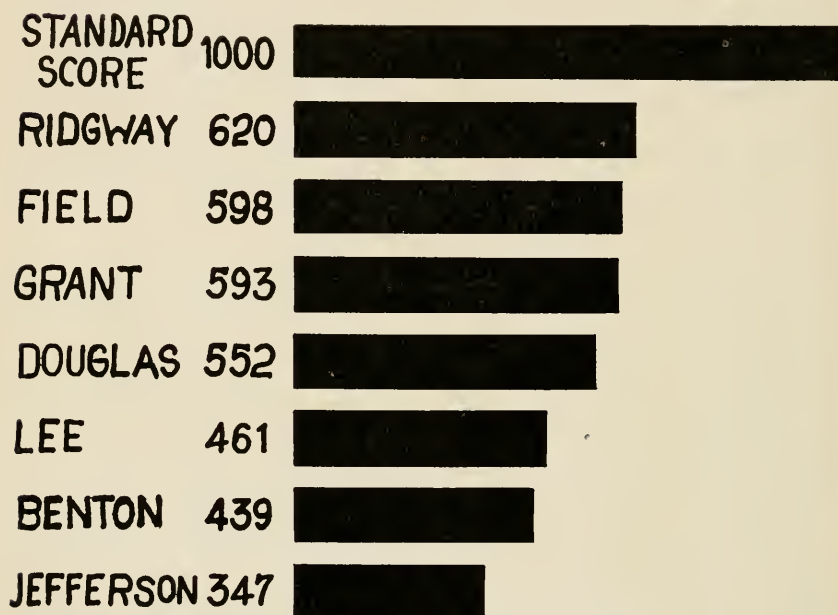 STANDARD SCORE 1000
RIDGWAY 620
FIELD 598
GRANT 593
DOUGLAS 552
LEE 461
BENTON 439
JEFFERSON 347